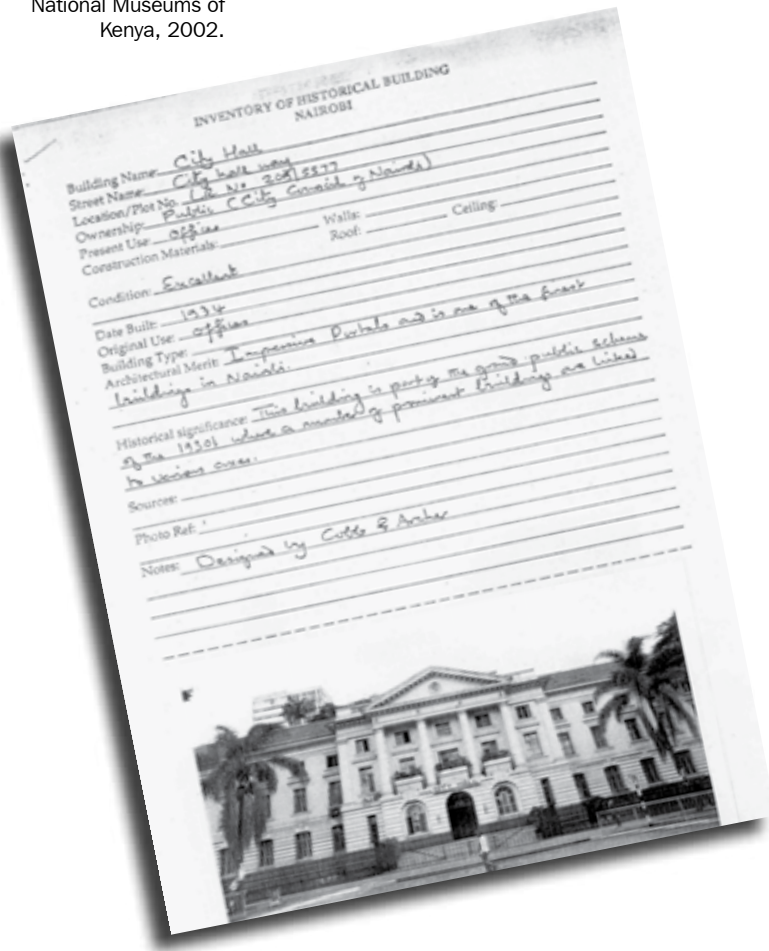 National Museums of
Kenya, 2002.
INVENTORY OF HISTORICAL BUILDING
NAIROBI
Building Name: City Hall
Street Name: City hall way
Location/Plot No. LR No 209/
Ownership: Public (City Council of Nairobi)
Present Use: offices
Construction Materials: Walls: Ceiling:
Roof:
Condition: Excellent
Date Built: 1934
Original Use: offices
Building Type:
Architectural Merit: Impressive Portals and is one of the finest
buildings in Nairobi.
Historical significance: This building is part of the grand public scheme
of the 1930s where a number of prominent buildings are linked
to various axes.
Sources:
Photo Ref:
Notes: Designed by Cobb & Archer